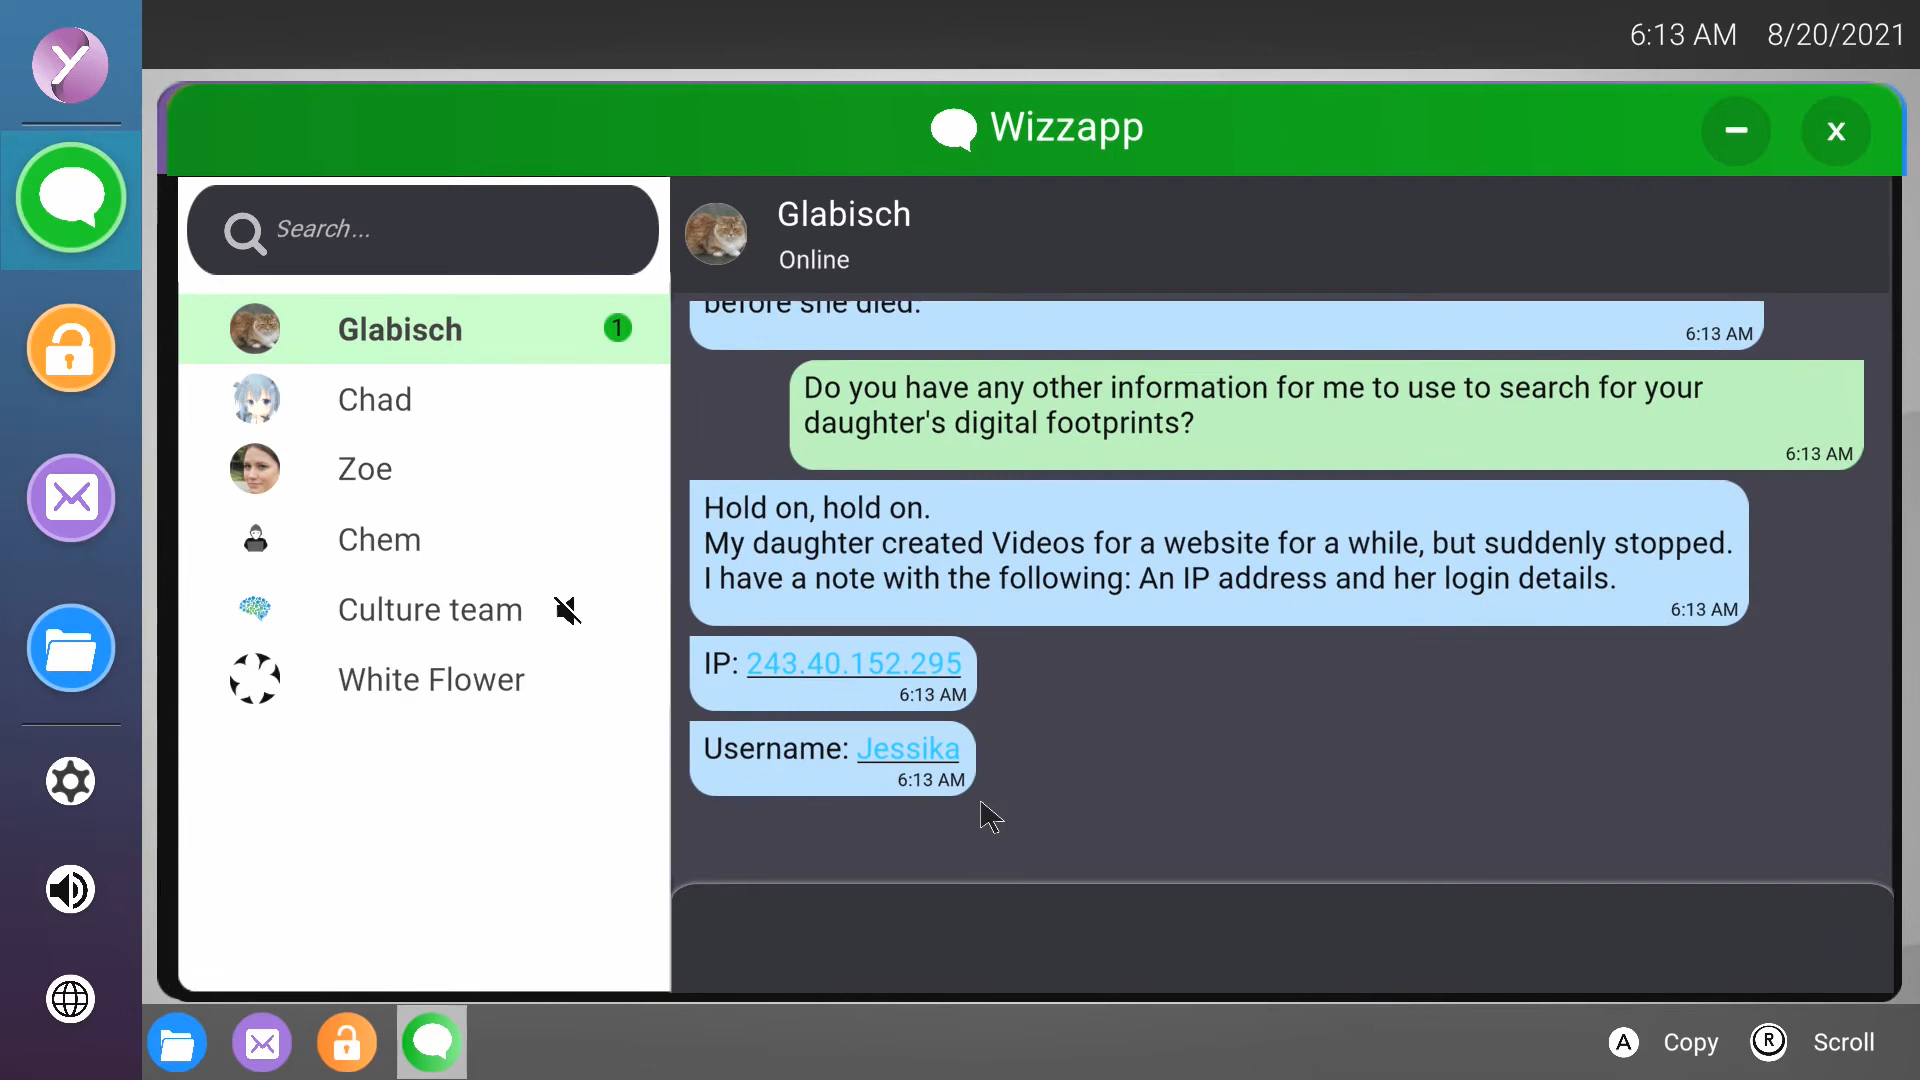 6:13 AM 8/20/2021
Wizzapp
x
Search...
Glabisch
Online
Glabisch 1
Chad
Zoe
Chem
Culture team
White Flower
before she died.
6:13 AM
Do you have any other information for me to use to search for your
daughter's digital footprints?
6:13 AM
Hold on, hold on.
My daughter created Videos for a website for a while, but suddenly stopped.
I have a note with the following: An IP address and her login details.
6:13 AM
IP: 243.40.152.295
6:13 AM
Username: Jessika
6:13 AM
A Copy R Scroll